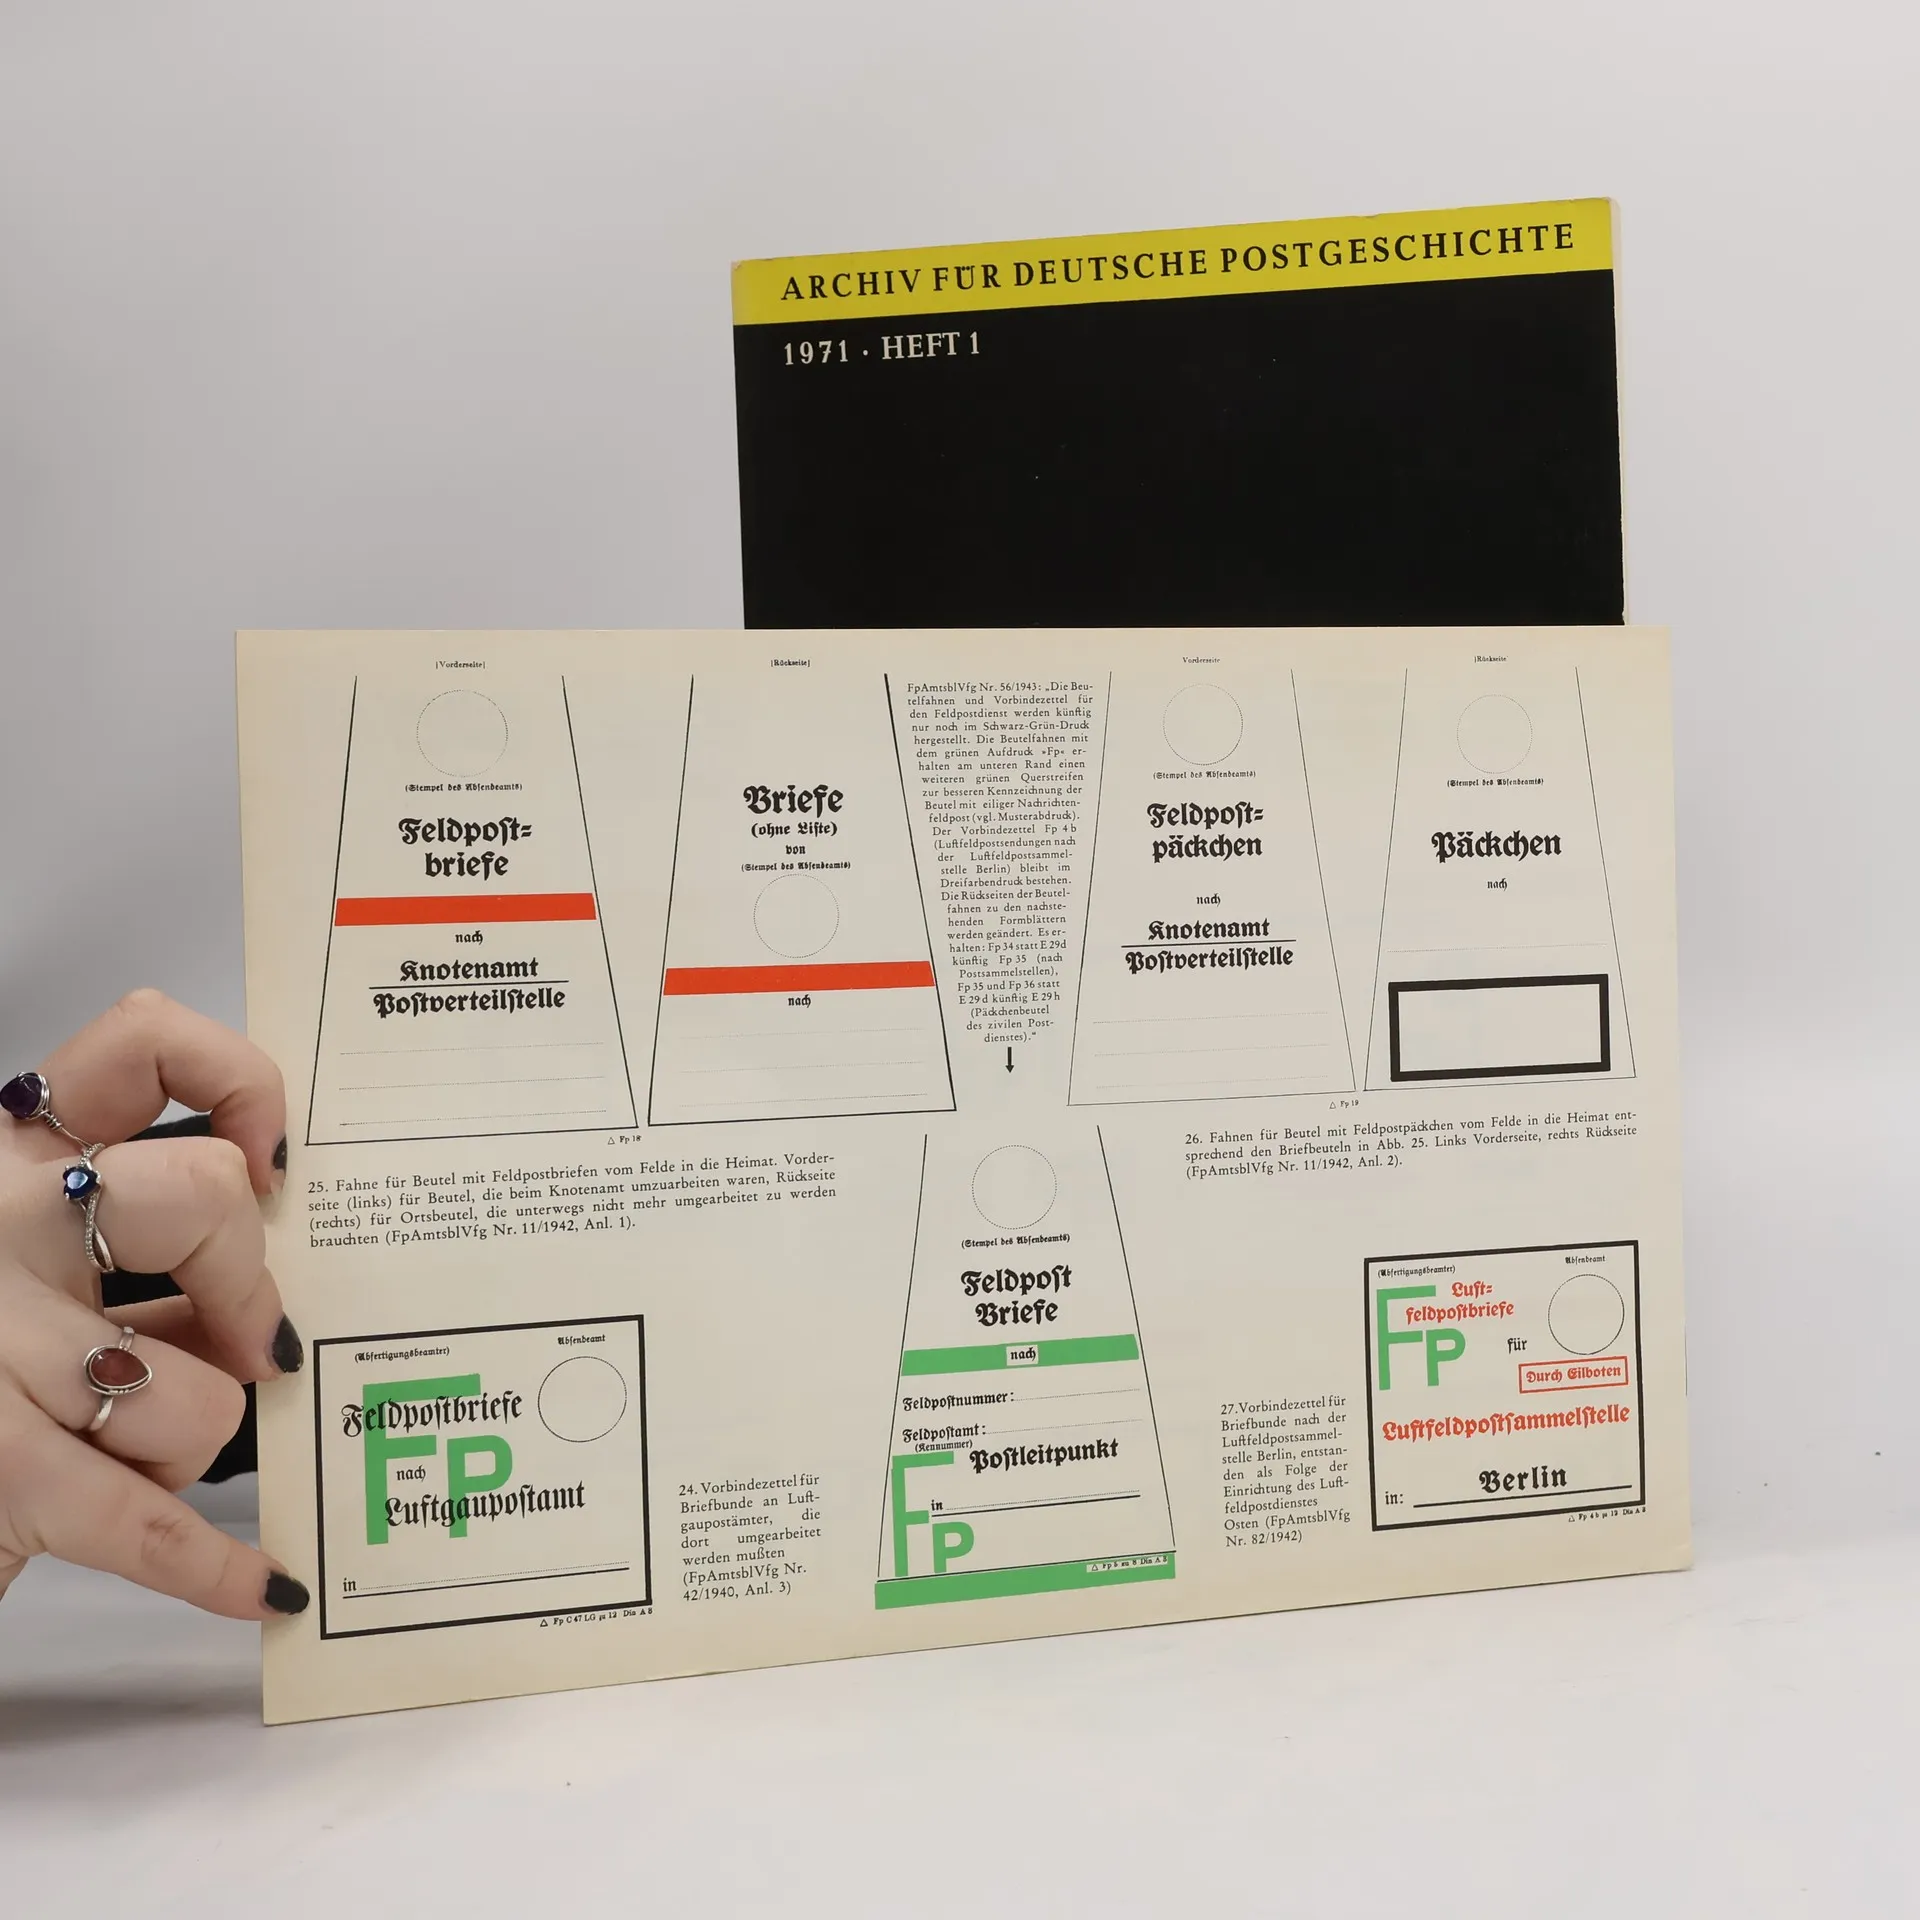 ARCHIV FÜR DEUTSCHE POSTGESCHICHTE
1971 · HEFT 1
[Vorderseite]
(Stempel des Absendeamts)
Feldpost=
briefe
nach
Knotenamt
Postverteilstelle
△ Fp 18
[Rückseite]
Briefe
(ohne Liste)
von
(Stempel des Absendeamts)
nach
FpAmtsblVfg Nr. 56/1943: „Die Beu-
telfahnen und Vorbindezettel für
den Feldpostdienst werden künftig
nur noch im Schwarz-Grün-Druck
hergestellt. Die Beutelfahnen mit
dem grünen Aufdruck »Fp« er-
halten am unteren Rand einen
weiteren grünen Querstreifen
zur besseren Kennzeichnung der
Beutel mit eiliger Nachrichten-
feldpost (vgl. Musterabdruck).
Der Vorbindezettel Fp 4 b
(Luftfeldpostsendungen nach
der Luftfeldpostsammel-
stelle Berlin) bleibt im
Dreifarbendruck bestehen.
Die Rückseiten der Beutel-
fahnen zu den nachste-
henden Formblättern
werden geändert. Es er-
halten: Fp 34 statt E 29d
künftig Fp 35 (nach
Postsammelstellen),
Fp 35 und Fp 36 statt
E 29 d künftig E 29 h
(Päckchenbeutel
des zivilen Post-
dienstes).“
Vorderseite
(Stempel des Absendeamts)
Feldpost=
päckchen
nach
Knotenamt
Postverteilstelle
△ Fp 19
[Rückseite
(Stempel des Absendeamts)
Päckchen
nach
25. Fahne für Beutel mit Feldpostbriefen vom Felde in die Heimat. Vorder-
seite (links) für Beutel, die beim Knotenamt umzuarbeiten waren, Rückseite
(rechts) für Ortsbeutel, die unterwegs nicht mehr umgearbeitet zu werden
brauchten (FpAmtsblVfg Nr. 11/1942, Anl. 1).
26. Fahnen für Beutel mit Feldpostpäckchen vom Felde in die Heimat ent-
sprechend den Briefbeuteln in Abb. 25. Links Vorderseite, rechts Rückseite
(FpAmtsblVfg Nr. 11/1942, Anl. 2).
(Abfertigungsbeamter)
Absendeamt
Feldpostbriefe
FP
nach
Luftgaupostamt
in
△ Fp C 47 LG pz 12 Din A 8
24. Vorbindezettel für
Briefbunde an Luft-
gaupostämter, die
dort umgearbeitet
werden mußten
(FpAmtsblVfg Nr.
42/1940, Anl. 3)
(Stempel des Absendeamts)
Feldpost
Briefe
nach
Feldpostnummer:
Feldpostamt:
(Kennummer)
Postleitpunkt
in
FP
27. Vorbindezettel für
Briefbunde nach der
Luftfeldpostsammel-
stelle Berlin, entstan-
den als Folge der
Einrichtung des Luft-
feldpostdienstes
Osten (FpAmtsblVfg
Nr. 82/1942)
(Abfertigungsbeamter)
Absendeamt
Luft=
feldpostbriefe
FP
für
Durch Eilboten
Luftfeldpostsammelstelle
Berlin
in:
△ Fp 4 b pz 12 Din A 8